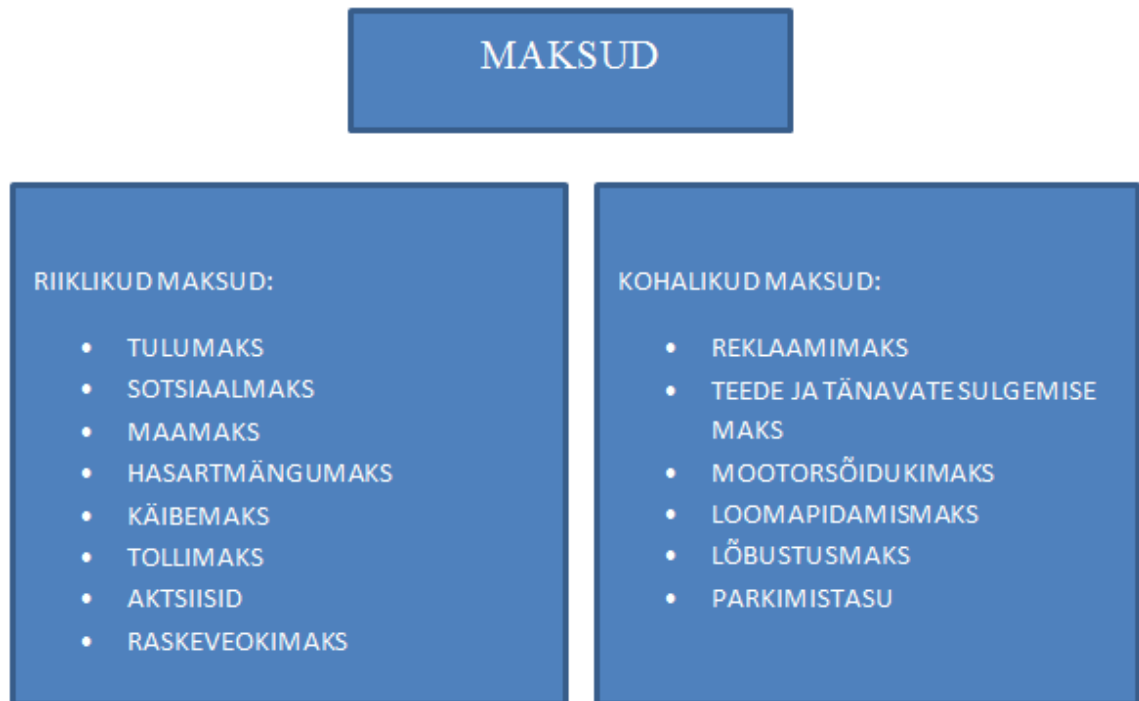 MAKSUD
RIIKLIKUD MAKSUD:
• TULUMAKS
• SOTSIAALMAKS
• MAAMAKS
• HASARTMÄNGUMAKS
• KÄIBEMAKS
• TOLLIMAKS
• AKTSIISID
• RASKEVEOKIMAKS
KOHALIKUD MAKSUD:
• REKLAAMIMAKS
• TEEDE JA TÄNAVATE SULGEMISE
MAKS
• MOOTORSÕIDUKIMAKS
• LOOMAPIDAMISMAKS
• LÕBUSTUSMAKS
• PARKIMISTASU